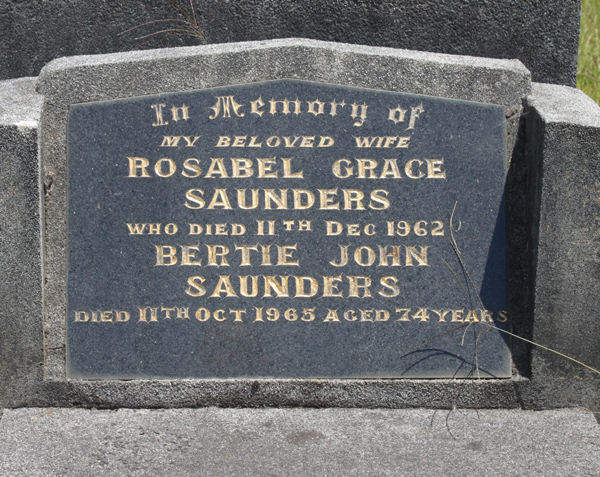 In Memory of
MY BELOVED WIFE
ROSABEL GRACE
SAUNDERS
WHO DIED 11TH DEC 1962
BERTIE JOHN
SAUNDERS
DIED 11TH OCT 1965 AGED 74 YEARS